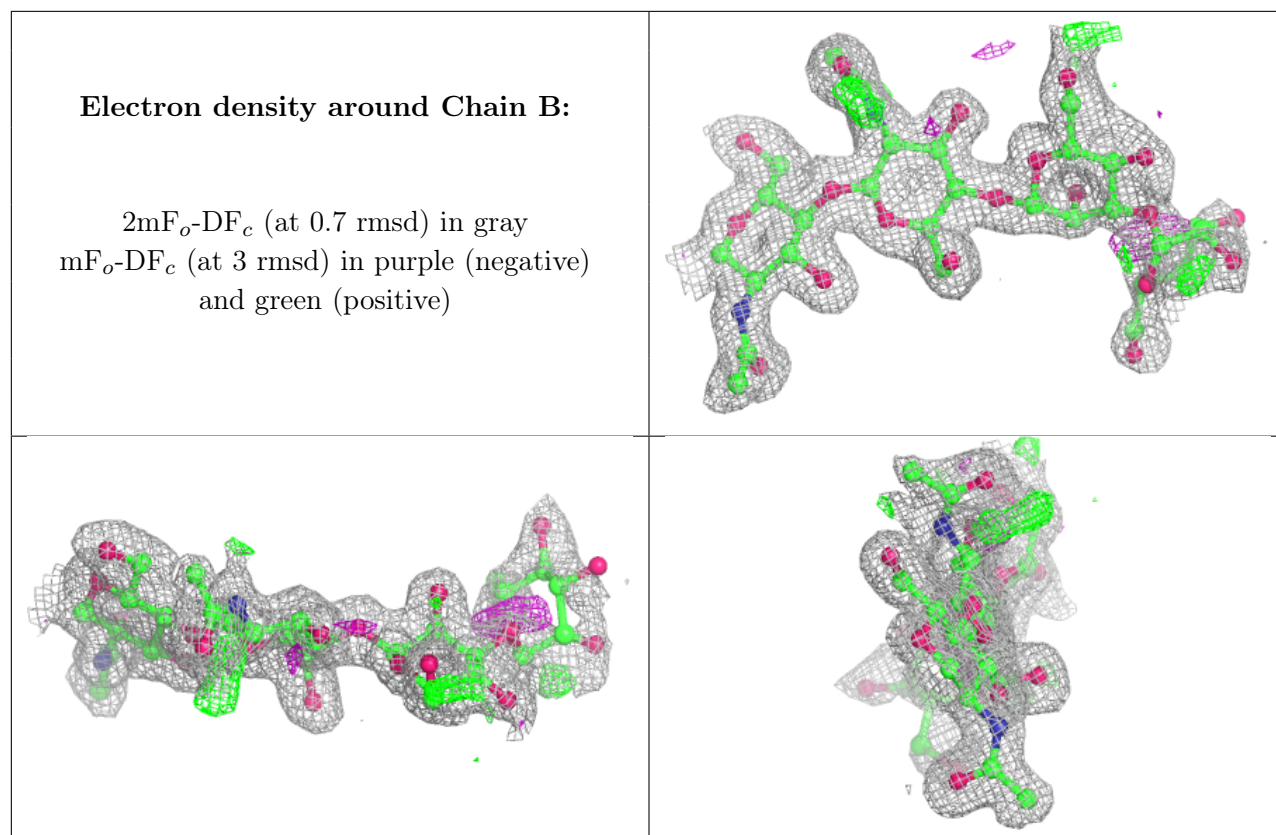 Electron density around Chain B:
2mFo-DFc (at 0.7 rmsd) in gray
mFo-DFc (at 3 rmsd) in purple (negative)
and green (positive)